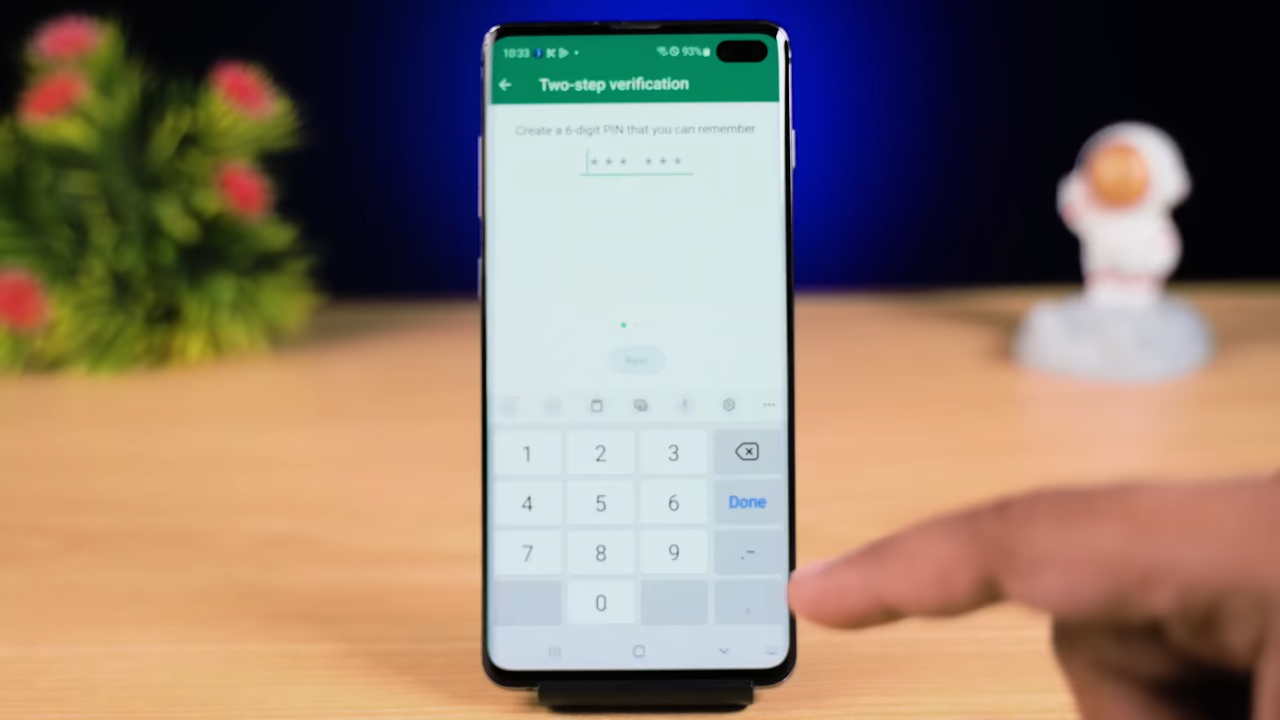 10:33 93%
Two-step verification
Create a 6-digit PIN that you can remember
*** ***
Next
1 2 3
4 5 6 Done
7 8 9 .-
0 ,